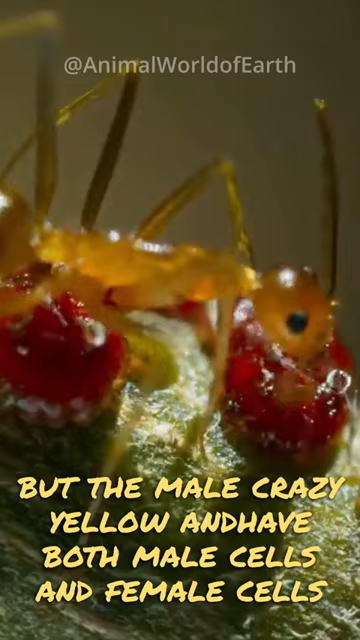 @AnimalWorldofEarth
BUT THE MALE CRAZY
YELLOW ANDHAVE
BOTH MALE CELLS
AND FEMALE CELLS